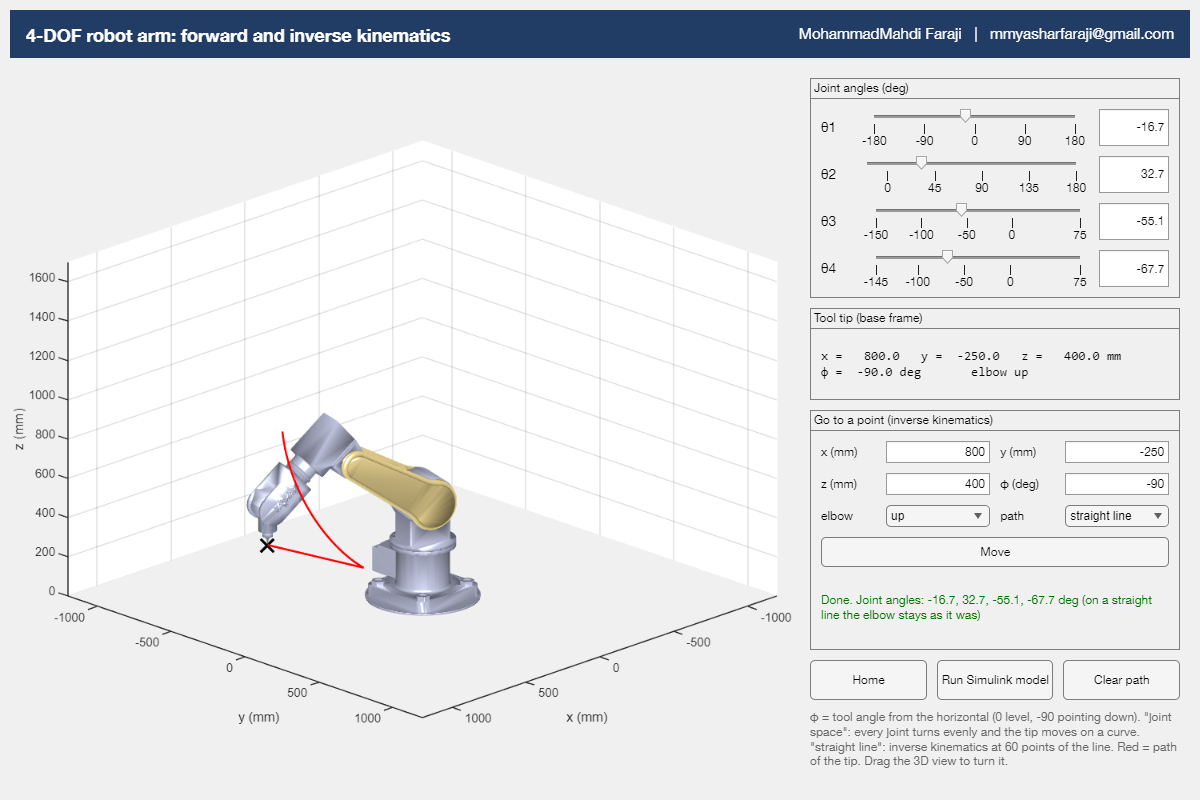 4-DOF robot arm: forward and inverse kinematics
MohammadMahdi Faraji | mmyasharfaraji@gmail.com
Joint angles (deg)
θ1
-180 -90 0 90 180
-16.7
θ2
0 45 90 135 180
32.7
θ3
-150 -100 -50 0 75
-55.1
θ4
-145 -100 -50 0 75
-67.7
Tool tip (base frame)
x = 800.0 y = -250.0 z = 400.0 mm
ϕ = -90.0 deg elbow up
Go to a point (inverse kinematics)
x (mm) 800 y (mm) -250
z (mm) 400 ϕ (deg) -90
elbow up path straight line
Move
Done. Joint angles: -16.7, 32.7, -55.1, -67.7 deg (on a straight
line the elbow stays as it was)
Home Run Simulink model Clear path
ϕ = tool angle from the horizontal (0 level, -90 pointing down). "joint
space": every joint turns evenly and the tip moves on a curve.
"straight line": inverse kinematics at 60 points of the line. Red = path
of the tip. Drag the 3D view to turn it.
z (mm)
1600
1400
1200
1000
800
600
400
200
0
-1000
-500
0
500
1000
y (mm)
-1000
-500
0
500
1000
x (mm)